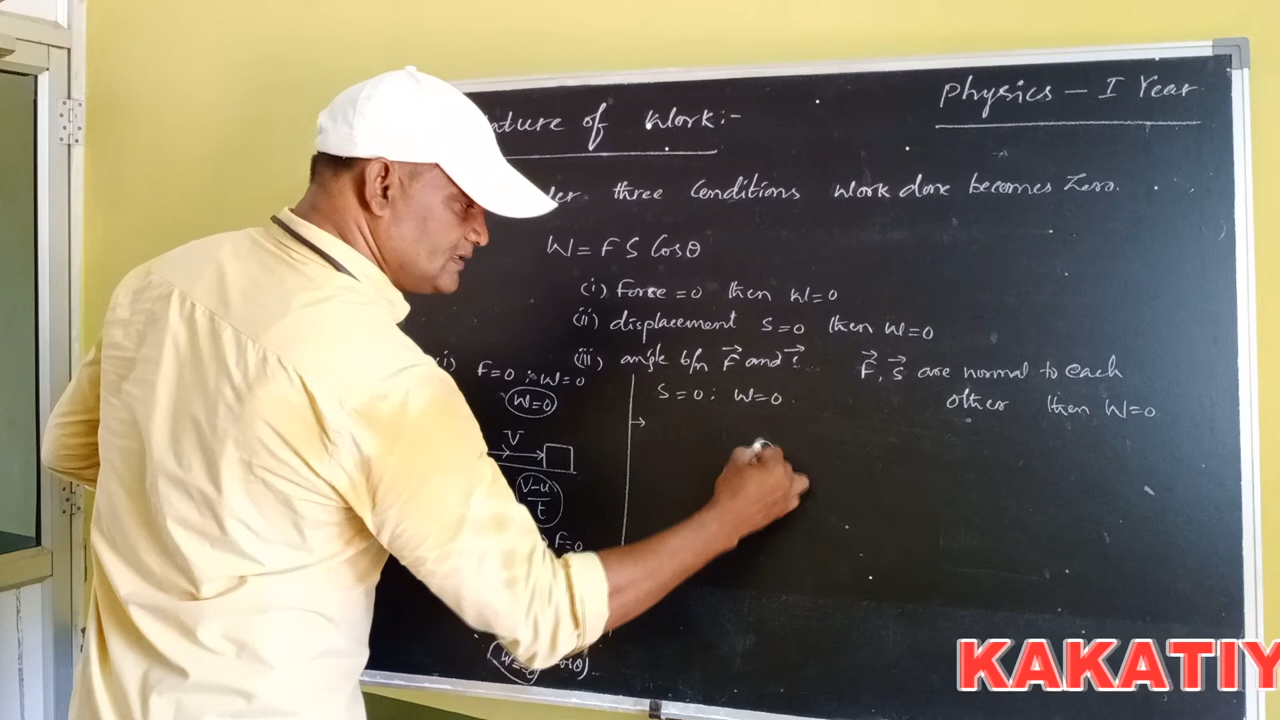 Physics – I Year
ature of Work:-
der three Conditions work done becomes Zero.
W = F S Cosθ
(i) Force = 0 then W=0
(ii) displacement S=0 then W=0
(iii) angle b/n F⃗ and S⃗... F⃗, S⃗ are normal to each
other then W=0
i) F=0 ; W=0
W=0
V
V-u/t
F=0
S=0 : W=0.
KAKATIY